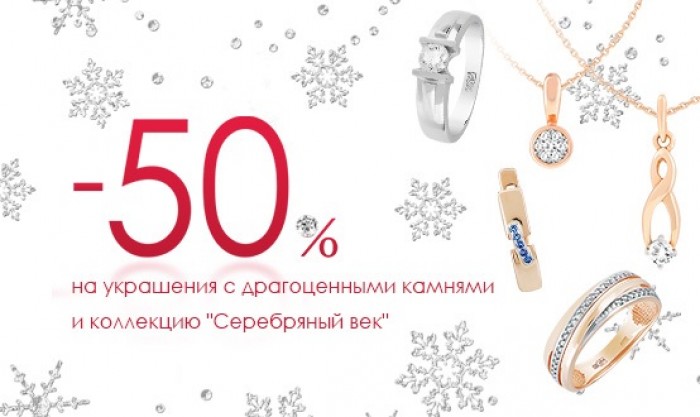 -50%
на украшения с драгоценными камнями
и коллекцию "Серебряный век"